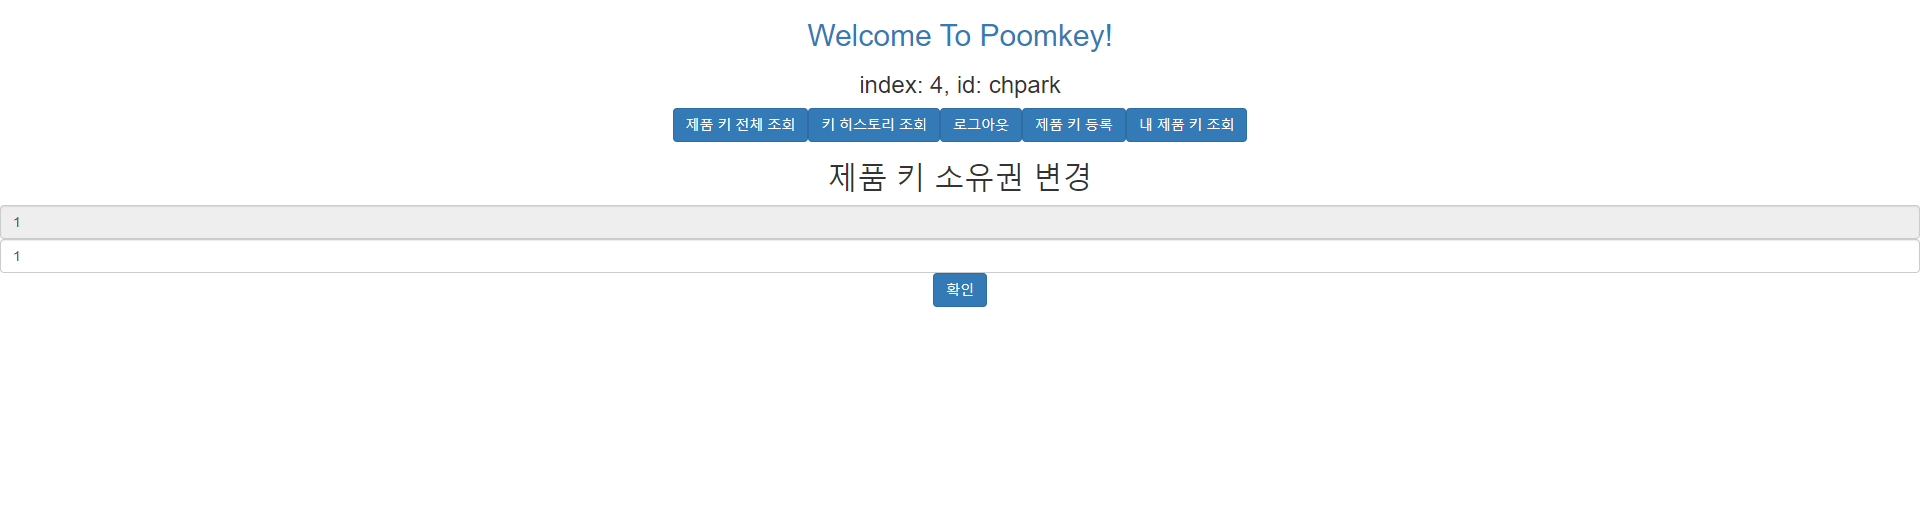 Welcome To Poomkey!
index: 4, id: chpark
제품 키 전체 조회 키 히스토리 조회 로그아웃 제품 키 등록 내 제품 키 조회
제품 키 소유권 변경
1
1
확인